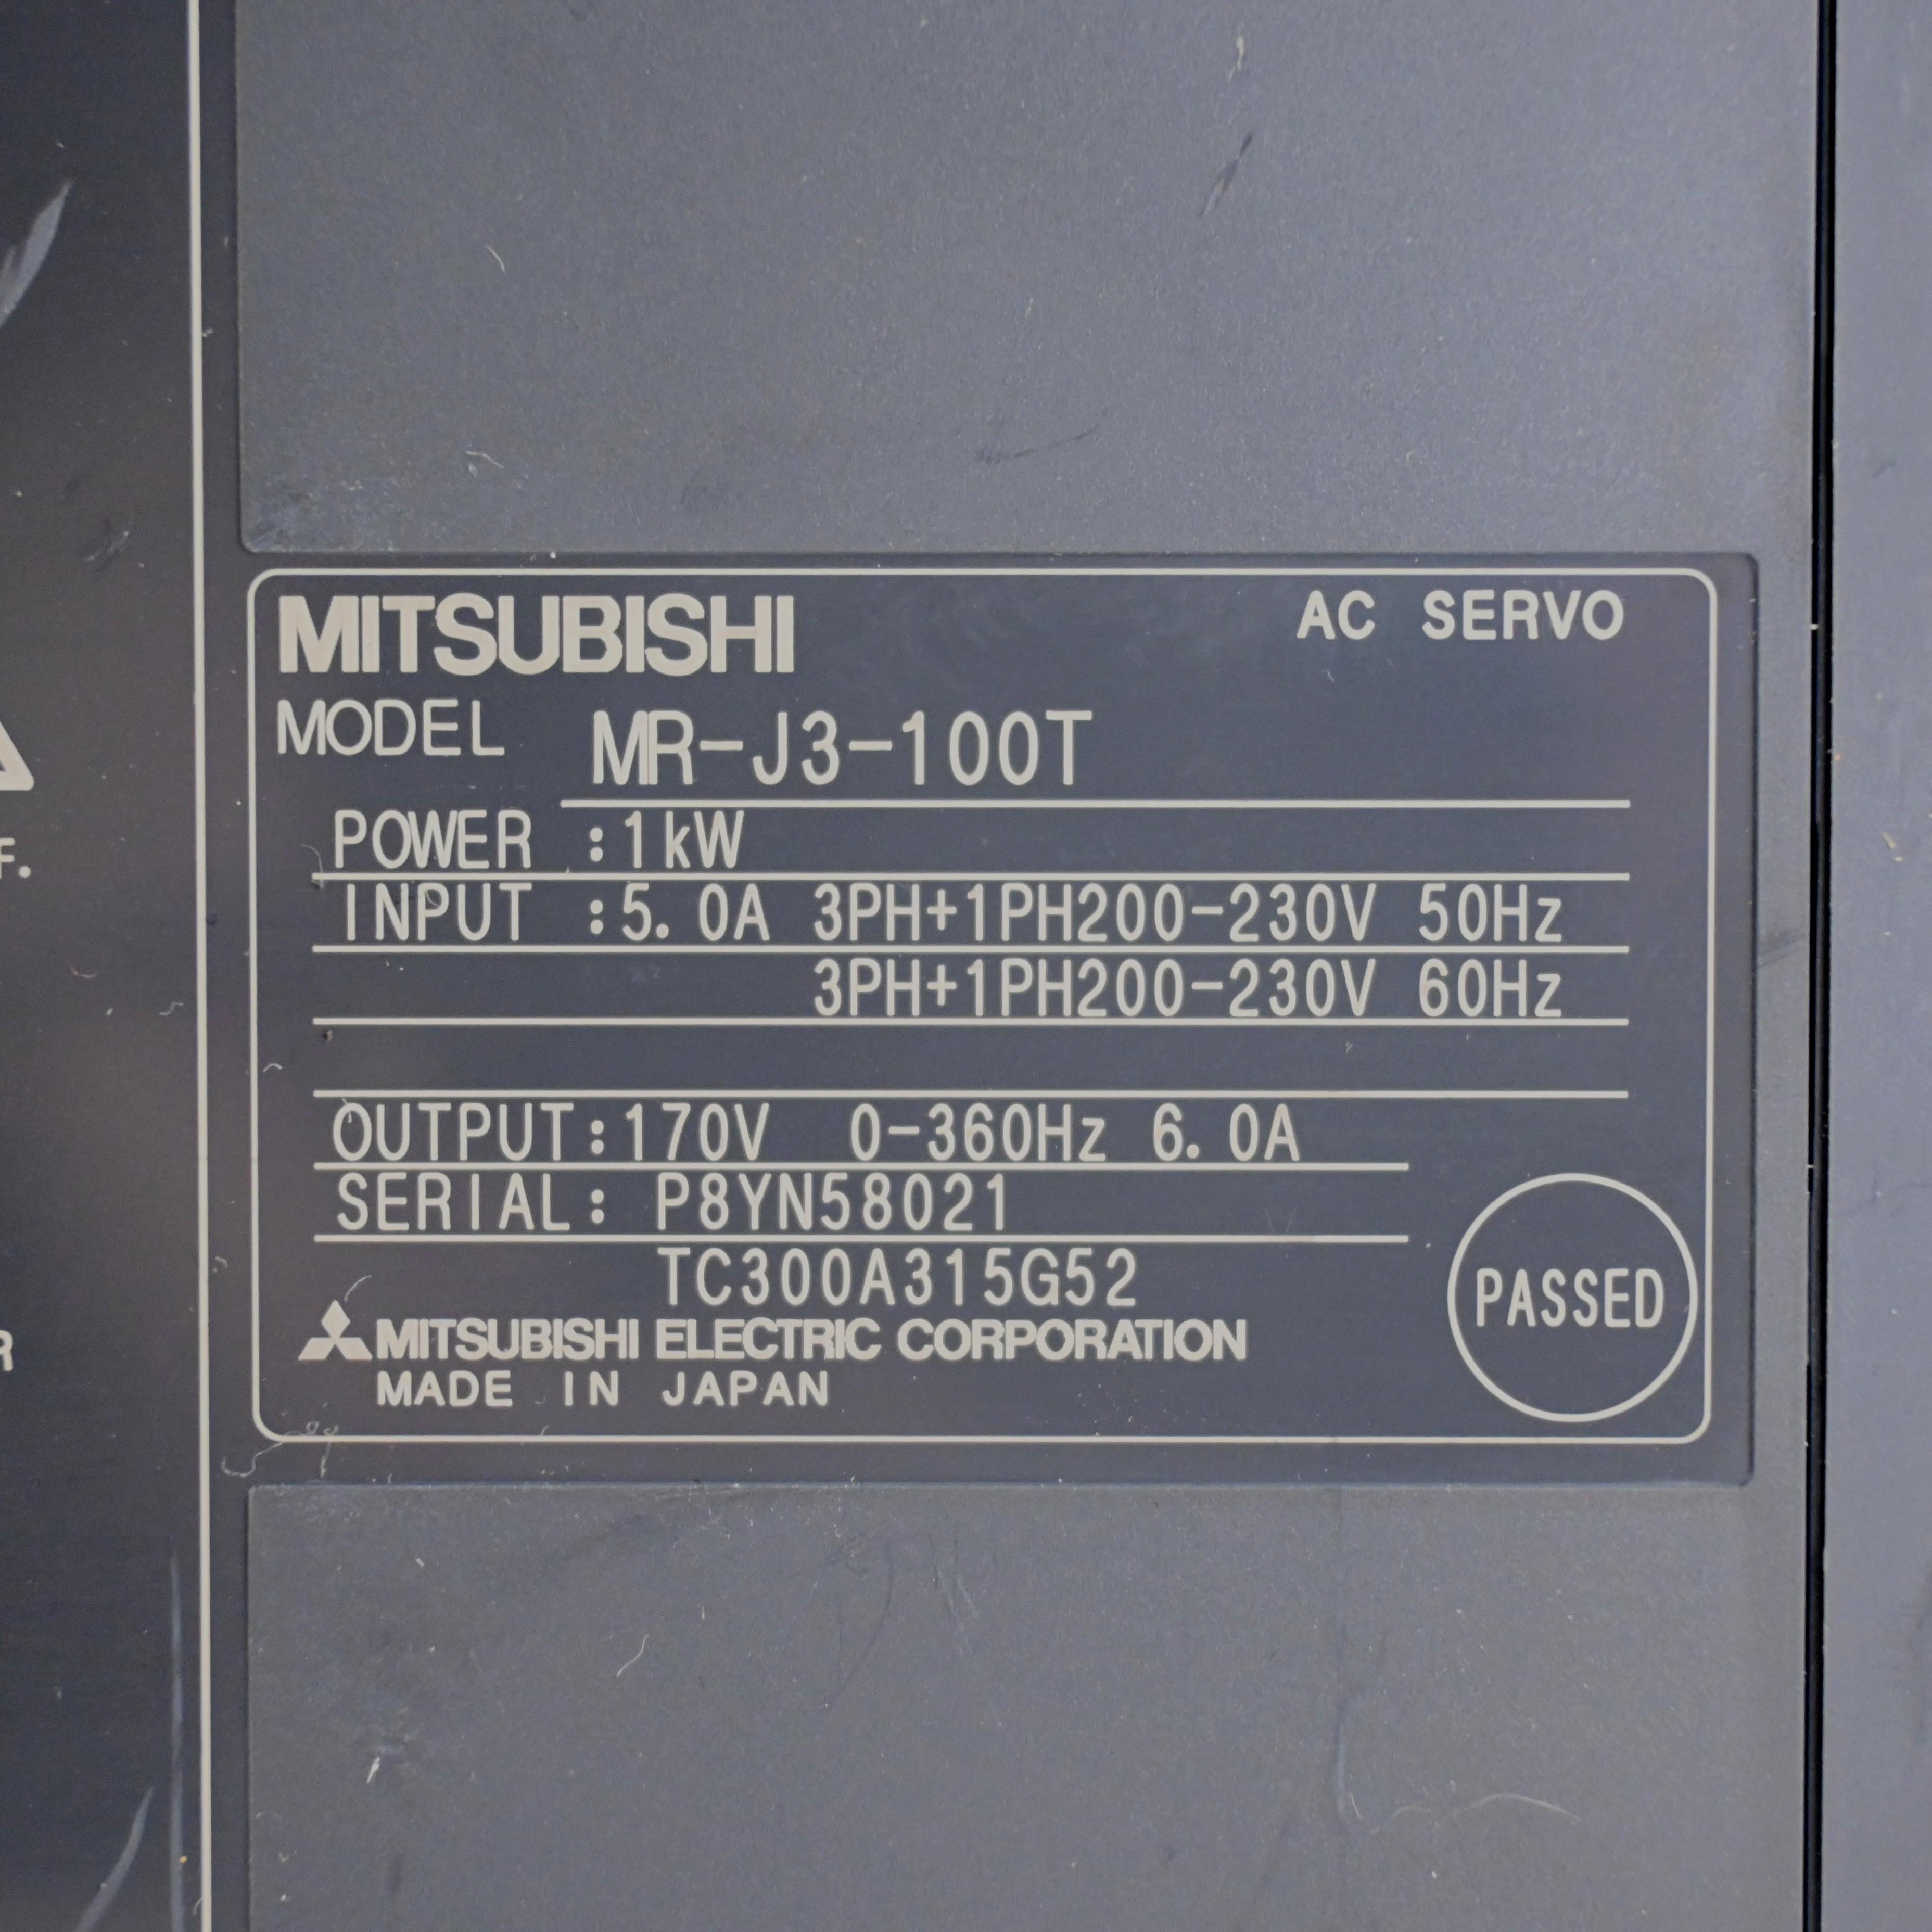 MITSUBISHI
AC SERVO
MODEL MR-J3-100T
POWER :1kW
INPUT :5.0A 3PH+1PH200-230V 50Hz
3PH+1PH200-230V 60Hz
OUTPUT:170V 0-360Hz 6.0A
SERIAL: P8YN58021
TC300A315G52
PASSED
MITSUBISHI ELECTRIC CORPORATION
MADE IN JAPAN
F.
R